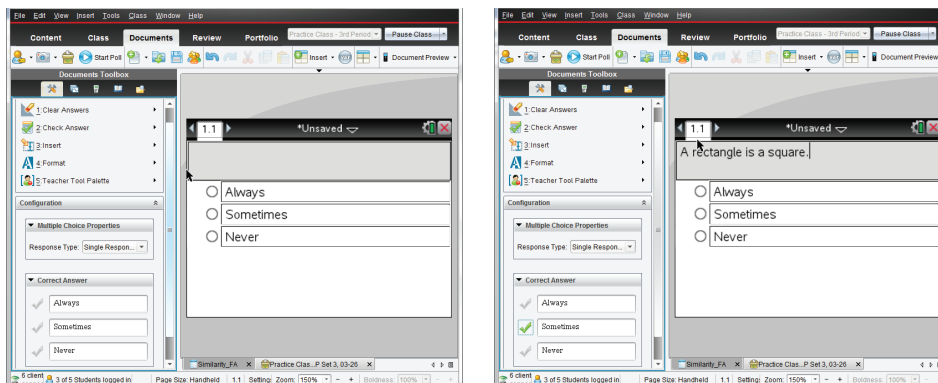 File Edit View Insert Tools Class Window Help
Content Class Documents Review Portfolio Practice Class - 3rd Period Pause Class
Start Poll Insert Document Preview
Documents Toolbox
1:Clear Answers
2:Check Answer
3:Insert
4:Format
5:Teacher Tool Palette
Configuration
Multiple Choice Properties
Response Type: Single Respon...
Correct Answer
Always
Sometimes
Never
1.1 *Unsaved
Always
Sometimes
Never
Similarity_FA Practice Clas...P Set 3, 03-26
6 client 3 of 5 Students logged in Page Size: Handheld 1.1 Settings Zoom: 150% - + Boldness: 100% - +
File Edit View Insert Tools Class Window Help
Content Class Documents Review Portfolio Practice Class - 3rd Period Pause Class
Start Poll Insert Document Preview
Documents Toolbox
1:Clear Answers
2:Check Answer
3:Insert
4:Format
5:Teacher Tool Palette
Configuration
Multiple Choice Properties
Response Type: Single Respon...
Correct Answer
Always
Sometimes
Never
1.1 *Unsaved
A rectangle is a square.
Always
Sometimes
Never
Similarity_FA Practice Clas...P Set 3, 03-26
6 client 3 of 5 Students logged in Page Size: Handheld 1.1 Settings Zoom: 150% - + Boldness: 100% - +